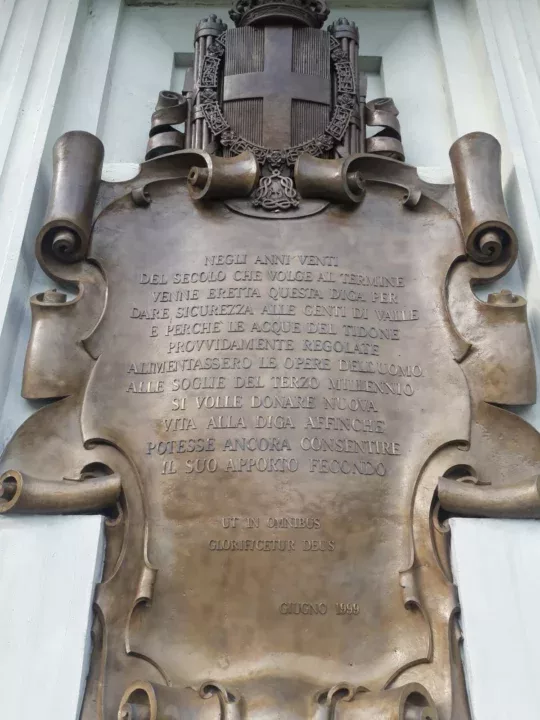 NEGLI ANNI VENTI
DEL SECOLO CHE VOLGE AL TERMINE
VENNE ERETTA QUESTA DIGA PER
DARE SICUREZZA ALLE GENTI DI VALLE
E PERCHÈ LE ACQUE DEL TIDONE
PROVVIDAMENTE REGOLATE
ALIMENTASSERO LE OPERE DELL'UOMO.
ALLE SOGLIE DEL TERZO MILLENNIO
SI VOLLE DONARE NUOVA
VITA ALLA DIGA AFFINCHÈ
POTESSE ANCORA CONSENTIRE
IL SUO APPORTO FECONDO
UT IN OMNIBUS
GLORIFICETUR DEUS
GIUGNO 1999